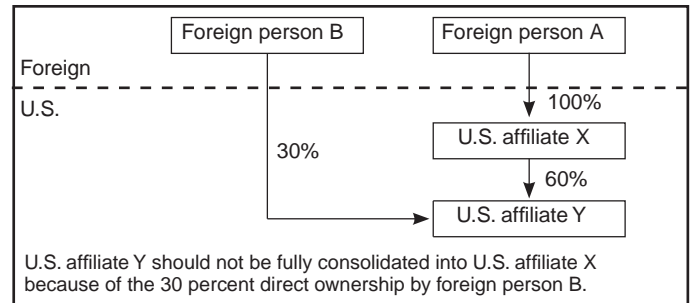 Foreign person B
Foreign person A
Foreign
U.S.
100%
U.S. affiliate X
30%
60%
U.S. affiliate Y
U.S. affiliate Y should not be fully consolidated into U.S. affiliate X
because of the 30 percent direct ownership by foreign person B.